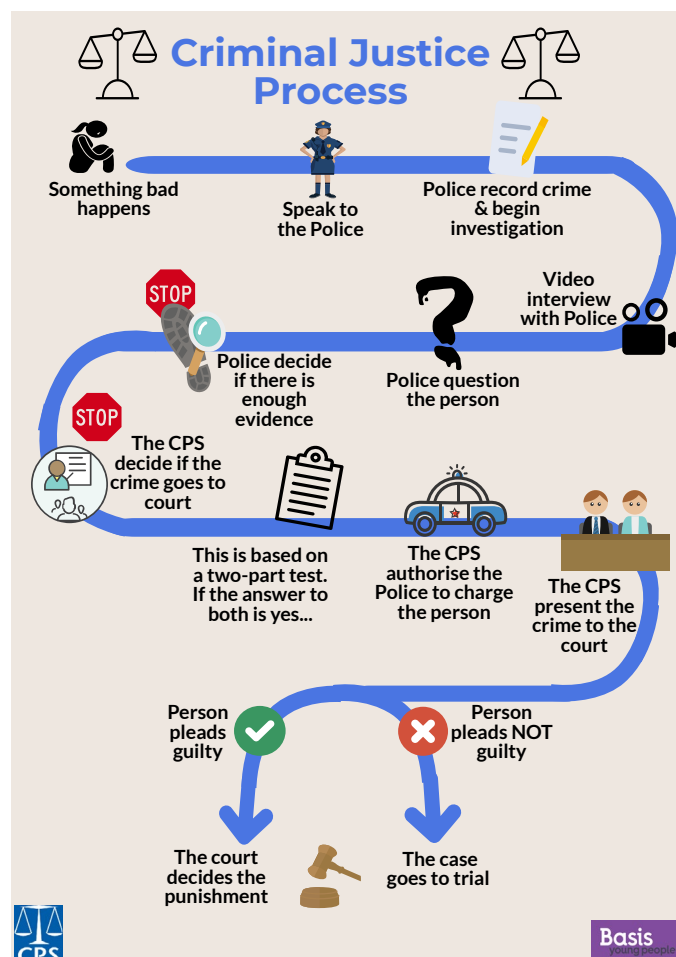 Criminal Justice
Process
Something bad
happens
Speak to
the Police
Police record crime
& begin
investigation
Video
interview
with Police
Police question
the person
STOP
Police decide
if there is
enough
evidence
STOP
The CPS
decide if the
crime goes to
court
This is based on
a two-part test.
If the answer to
both is yes...
The CPS
authorise the
Police to charge
the person
The CPS
present the
crime to the
court
Person
pleads
guilty
Person
pleads NOT
guilty
The court
decides the
punishment
The case
goes to trial
CPS
Basis
young people